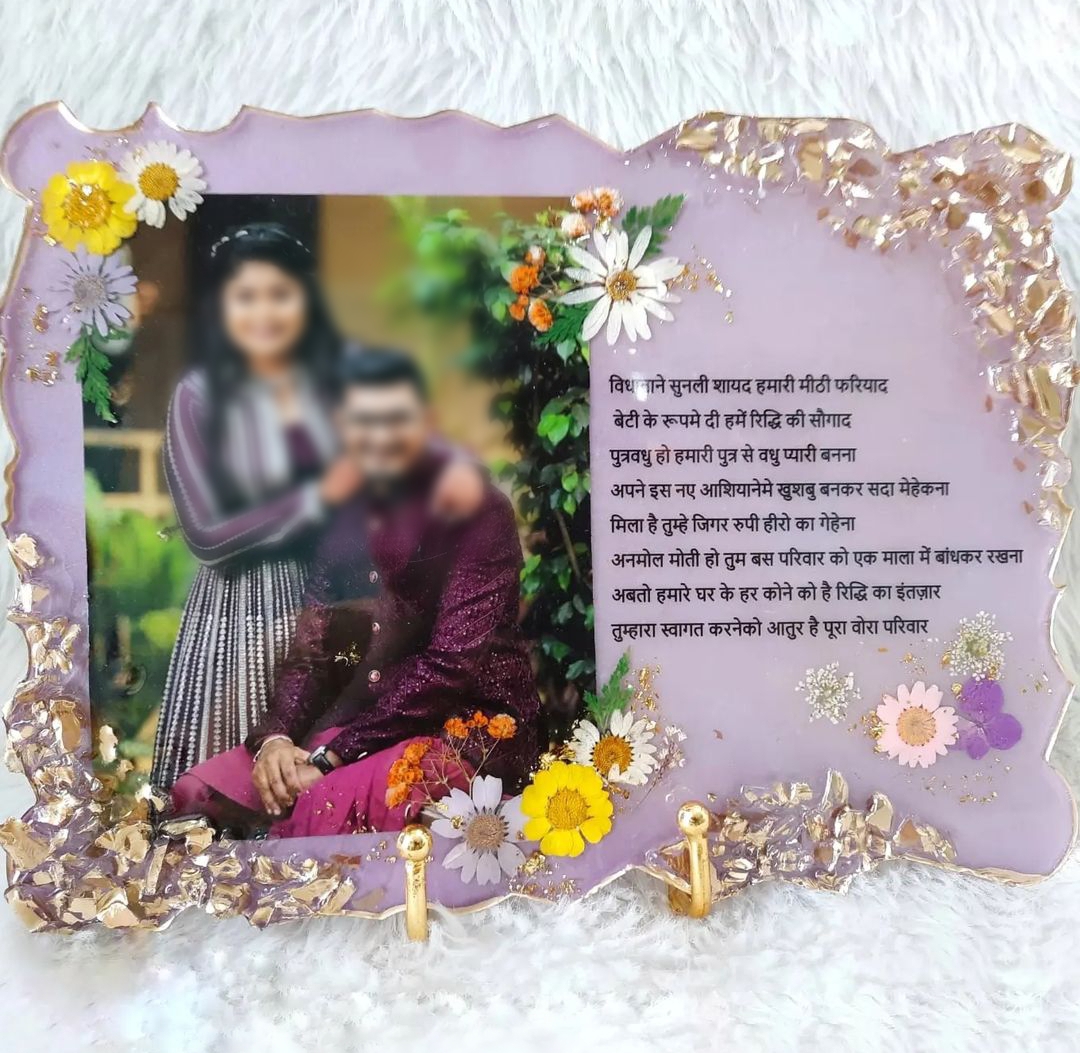 सुनली शायद हमारी मीठी फरियाद
बेटी के रूपमे दी हमें रिद्धि की सौगाद
पुत्रवधु हो हमारी पुत्र से वधु प्यारी बनना
अपने इस नए आशियानेमे खुशबु बनकर सदा मेहेकना
मिला है तुम्हे जिगर रुपी हीरो का गेहेना
अनमोल मोती हो तुम बस परिवार को एक माला में बांधकर रखना
अबतो हमारे घर के हर कोने को है रिद्धि का इंतज़ार
तुम्हारा स्वागत करनेको आतुर है पूरा वोरा परिवार